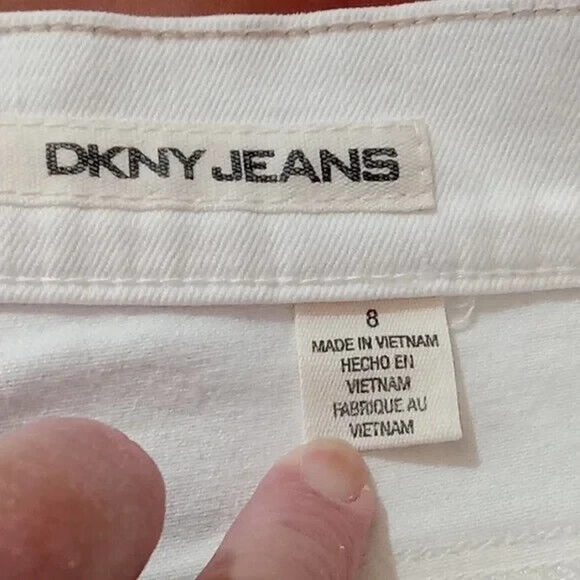 DKNY JEANS
8
MADE IN VIETNAM
HECHO EN
VIETNAM
FABRIQUE AU
VIETNAM